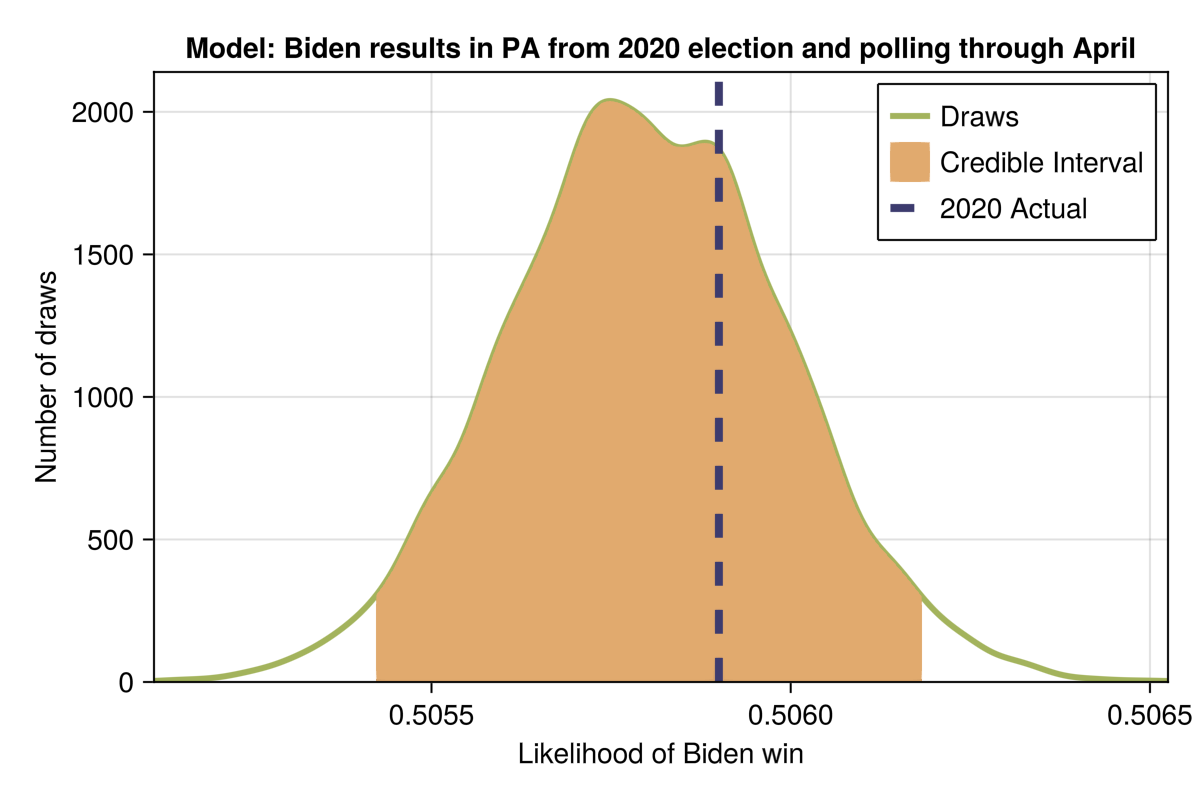 Model: Biden results in PA from 2020 election and polling through April
Draws
Credible Interval
2020 Actual
Number of draws
2000
1500
1000
500
0
0.5055
0.5060
0.5065
Likelihood of Biden win